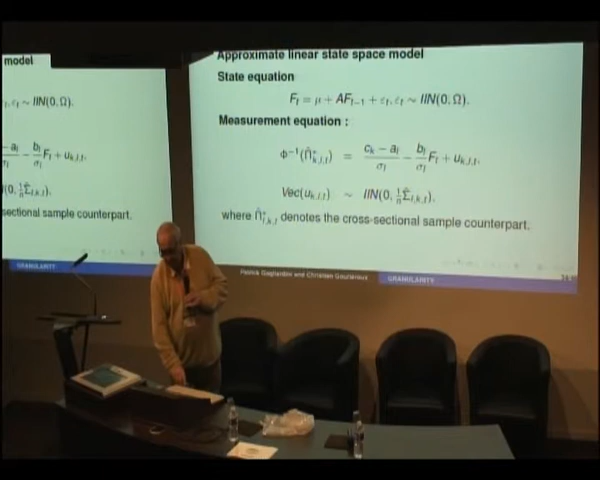 model
Approximate linear state space model
State equation
F_t = μ + AF_{t−1} + ε_t, ε_t ~ IIN(0, Ω).
Measurement equation :
Φ^{−1}(Π̂*_{k,l,t}) = (c_k − a_l)/σ_l − (b_l/σ_l)F_t + u_{k,l,t},
Vec(u_{k,l,t}) ~ IIN(0, (1/n)Σ̂_{l,k,t}).
where Π̂*_{l,k,t} denotes the cross-sectional sample counterpart.
sectional sample counterpart.
GRANULARITY
Patrick Gagliardini and Christian Gouriéroux GRANULARITY